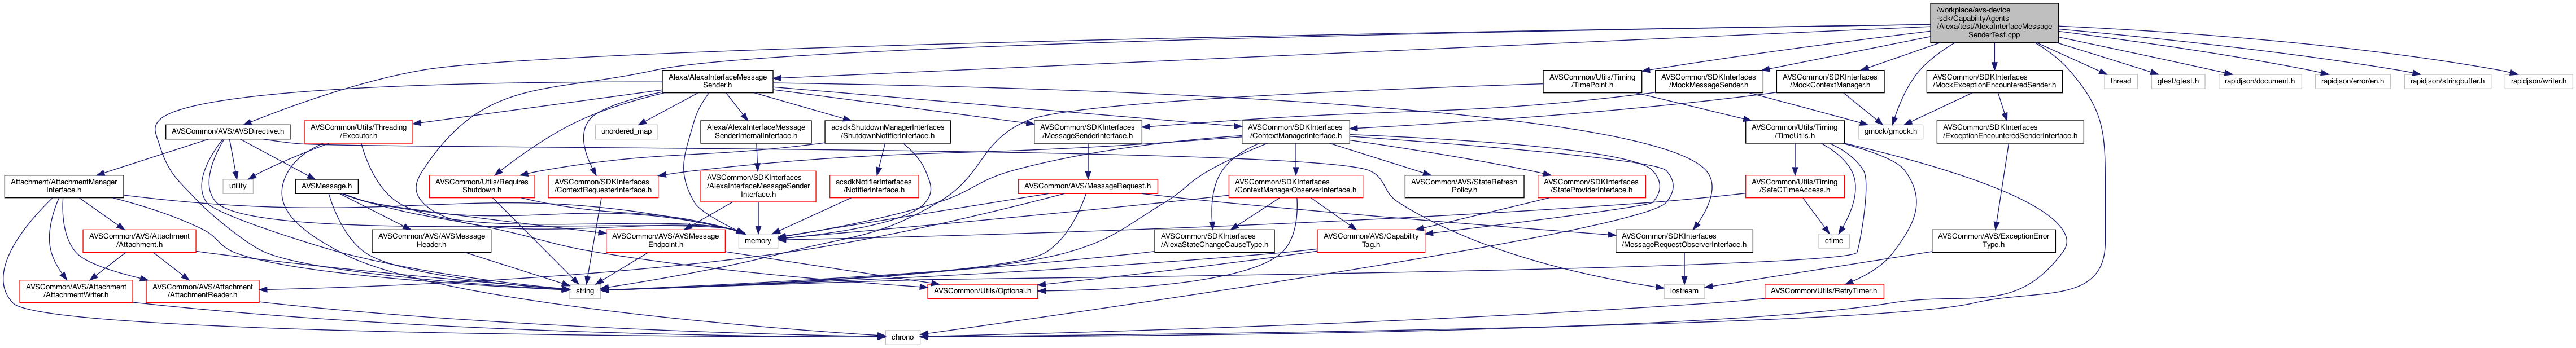 /workplace/avs-device
-sdk/CapabilityAgents
/Alexa/test/AlexaInterfaceMessage
SenderTest.cpp
Alexa/AlexaInterfaceMessage
Sender.h
AVSCommon/Utils/Timing
/TimePoint.h
AVSCommon/SDKInterfaces
/MockMessageSender.h
AVSCommon/SDKInterfaces
/MockContextManager.h
AVSCommon/SDKInterfaces
/MockExceptionEncounteredSender.h
thread
gtest/gtest.h
rapidjson/document.h
rapidjson/error/en.h
rapidjson/stringbuffer.h
rapidjson/writer.h
AVSCommon/AVS/AVSDirective.h
AVSCommon/Utils/Threading
/Executor.h
unordered_map
Alexa/AlexaInterfaceMessage
SenderInternalInterface.h
acsdkShutdownManagerInterfaces
/ShutdownNotifierInterface.h
AVSCommon/SDKInterfaces
/MessageSenderInterface.h
AVSCommon/SDKInterfaces
/ContextManagerInterface.h
AVSCommon/Utils/Timing
/TimeUtils.h
gmock/gmock.h
AVSCommon/SDKInterfaces
/ExceptionEncounteredSenderInterface.h
Attachment/AttachmentManager
Interface.h
utility
AVSMessage.h
AVSCommon/Utils/Requires
Shutdown.h
AVSCommon/SDKInterfaces
/ContextRequesterInterface.h
AVSCommon/SDKInterfaces
/AlexaInterfaceMessageSender
Interface.h
acsdkNotifierInterfaces
/NotifierInterface.h
AVSCommon/AVS/MessageRequest.h
AVSCommon/SDKInterfaces
/ContextManagerObserverInterface.h
AVSCommon/AVS/StateRefresh
Policy.h
AVSCommon/SDKInterfaces
/StateProviderInterface.h
AVSCommon/Utils/Timing
/SafeCTimeAccess.h
AVSCommon/AVS/Attachment
/Attachment.h
AVSCommon/AVS/AVSMessage
Header.h
AVSCommon/AVS/AVSMessage
Endpoint.h
memory
AVSCommon/SDKInterfaces
/AlexaStateChangeCauseType.h
AVSCommon/AVS/Capability
Tag.h
AVSCommon/SDKInterfaces
/MessageRequestObserverInterface.h
ctime
AVSCommon/AVS/ExceptionError
Type.h
AVSCommon/AVS/Attachment
/AttachmentWriter.h
AVSCommon/AVS/Attachment
/AttachmentReader.h
string
AVSCommon/Utils/Optional.h
iostream
AVSCommon/Utils/RetryTimer.h
chrono